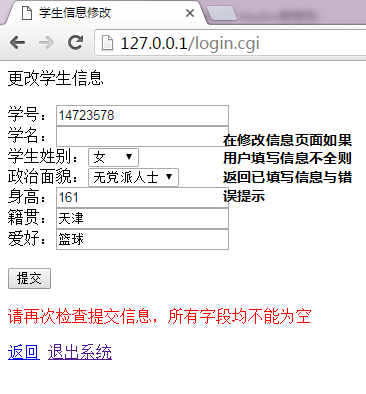 学生信息修改
127.0.0.1/login.cgi
更改学生信息
学号: 14723578
学名:
学生姓别: 女
政治面貌: 无党派人士
身高: 161
籍贯: 天津
爱好: 篮球
在修改信息页面如果
用户填写信息不全则
返回已填写信息与错
误提示
提交
请再次检查提交信息，所有字段均不能为空
返回 退出系统